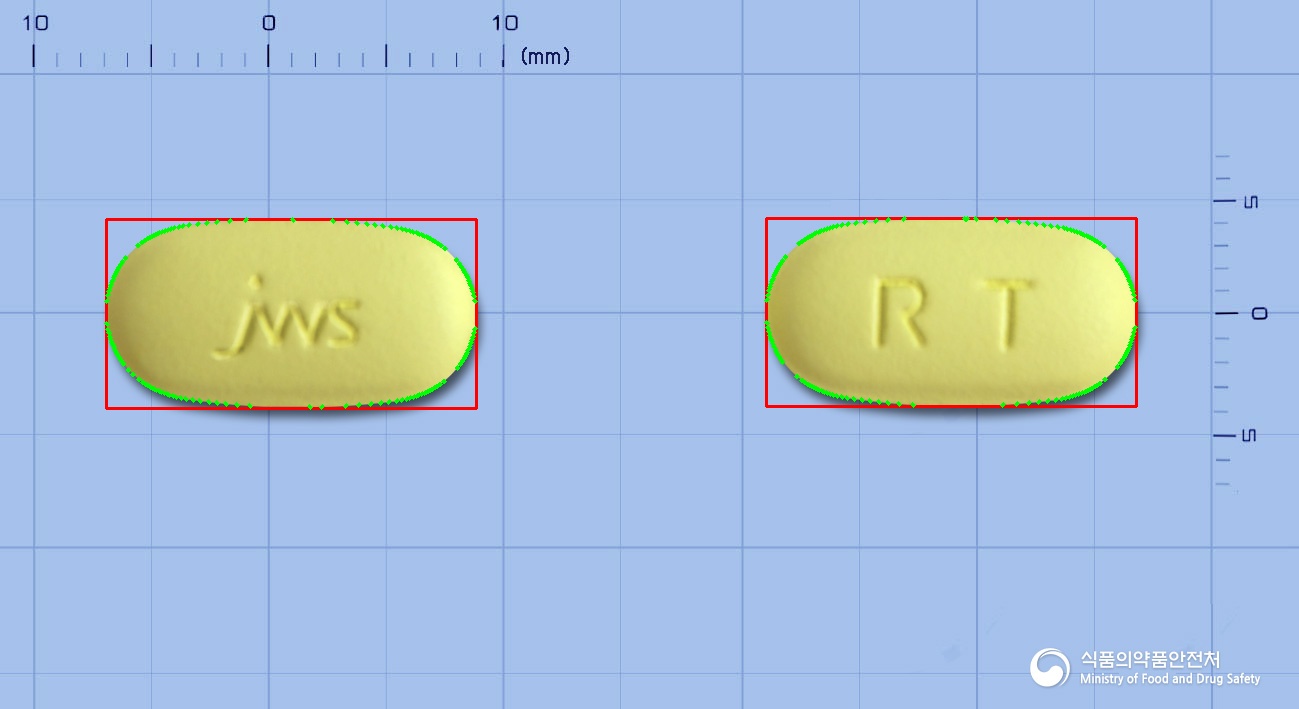 10 0 10
(mm)
5
0
5
jws
R T
식품의약품안전처
Ministry of Food and Drug Safety